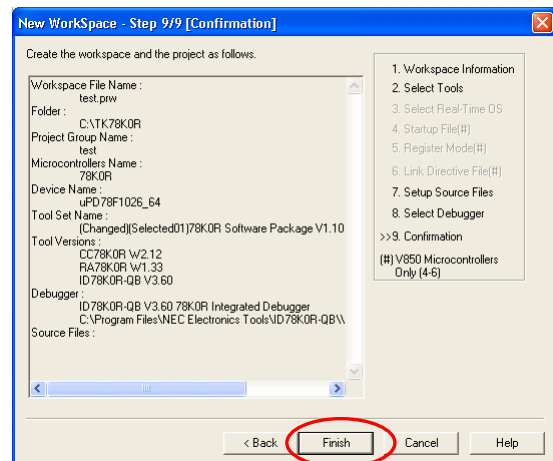 New WorkSpace - Step 9/9 [Confirmation]
Create the workspace and the project as follows.
Workspace File Name :
test.prw
Folder :
C:\TK78K0R
Project Group Name :
test
Microcontrollers Name :
78K0R
Device Name :
uPD78F1026_64
Tool Set Name :
(Changed)(Selected01)78K0R Software Package V1.10
Tool Versions :
CC78K0R W2.12
RA78K0R W1.33
ID78K0R-QB V3.60
Debugger :
ID78K0R-QB V3.60 78K0R Integrated Debugger
C:\Program Files\NEC Electronics Tools\ID78K0R-QB\\
Source Files :
1. Workspace Information
2. Select Tools
3. Select Real-Time OS
4. Startup File(#)
5. Register Mode(#)
6. Link Directive File(#)
7. Setup Source Files
8. Select Debugger
>>9. Confirmation
(#) V850 Microcontrollers
Only (4-6)
< Back
Finish
Cancel
Help